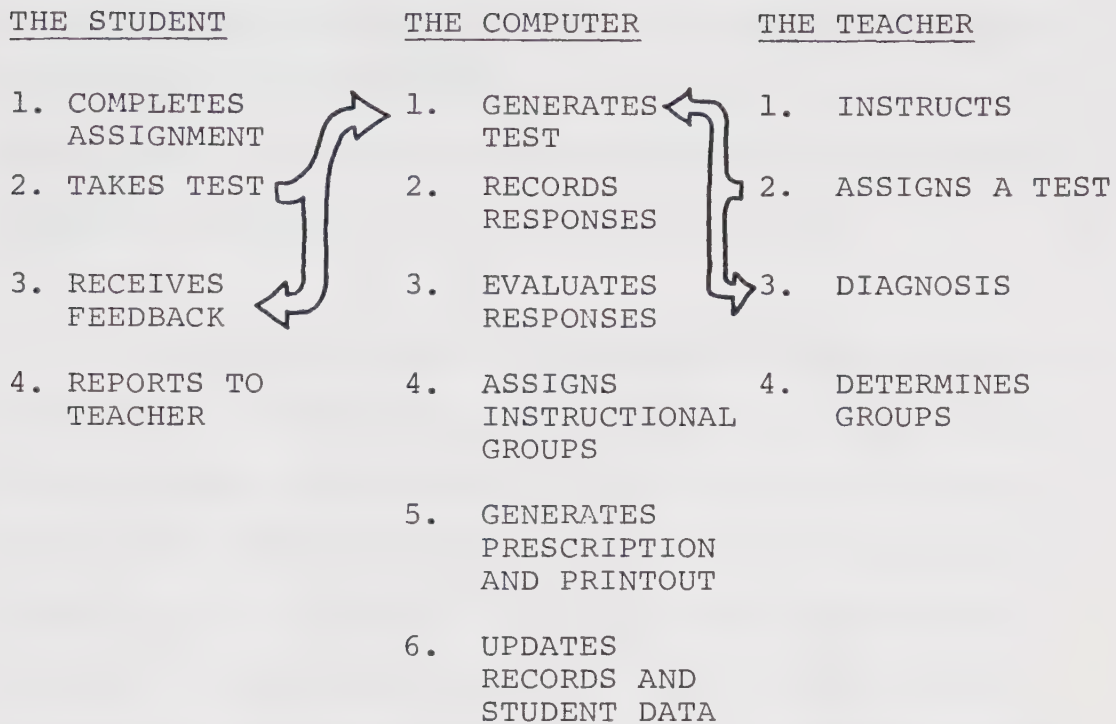 THE STUDENT
1. COMPLETES
ASSIGNMENT
2. TAKES TEST
3. RECEIVES
FEEDBACK
4. REPORTS TO
TEACHER
THE COMPUTER
1. GENERATES
TEST
2. RECORDS
RESPONSES
3. EVALUATES
RESPONSES
4. ASSIGNS
INSTRUCTIONAL
GROUPS
5. GENERATES
PRESCRIPTION
AND PRINTOUT
6. UPDATES
RECORDS AND
STUDENT DATA
THE TEACHER
1. INSTRUCTS
2. ASSIGNS A TEST
3. DIAGNOSIS
4. DETERMINES
GROUPS